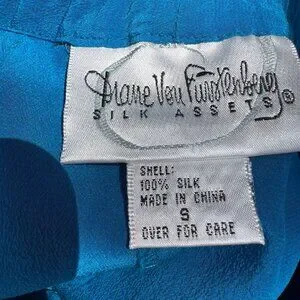 Diane Von Furstenberg®
SILK ASSETS
SHELL:
100% SILK
MADE IN CHINA
S
OVER FOR CARE